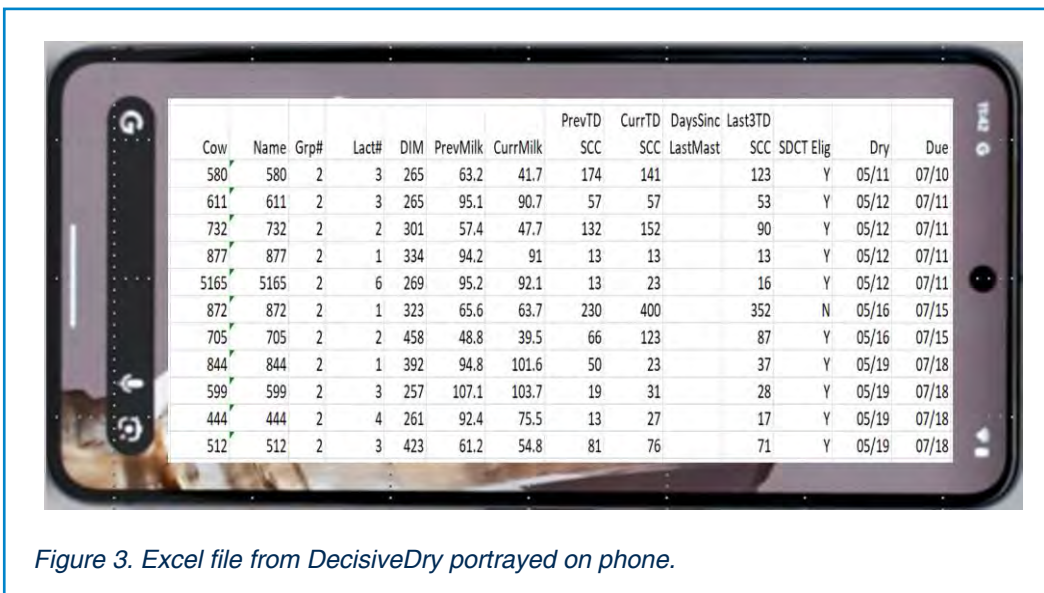 PrevTD CurrTD DaysSinc Last3TD
Cow Name Grp# Lact# DIM PrevMilk CurrMilk SCC SCC LastMast SCC SDCT Elig Dry Due
580 580 2 3 265 63.2 41.7 174 141 123 Y 05/11 07/10
611 611 2 3 265 95.1 90.7 57 57 53 Y 05/12 07/11
732 732 2 2 301 57.4 47.7 132 152 90 Y 05/12 07/11
877 877 2 1 334 94.2 91 13 13 13 Y 05/12 07/11
5165 5165 2 6 269 95.2 92.1 13 23 16 Y 05/12 07/11
872 872 2 1 323 65.6 63.7 230 400 352 N 05/16 07/15
705 705 2 2 458 48.8 39.5 66 123 87 Y 05/16 07/15
844 844 2 1 392 94.8 101.6 50 23 37 Y 05/19 07/18
599 599 2 3 257 107.1 103.7 19 31 28 Y 05/19 07/18
444 444 2 4 261 92.4 75.5 13 27 17 Y 05/19 07/18
512 512 2 3 423 61.2 54.8 81 76 71 Y 05/19 07/18
11:42 G
G
Figure 3. Excel file from DecisiveDry portrayed on phone.